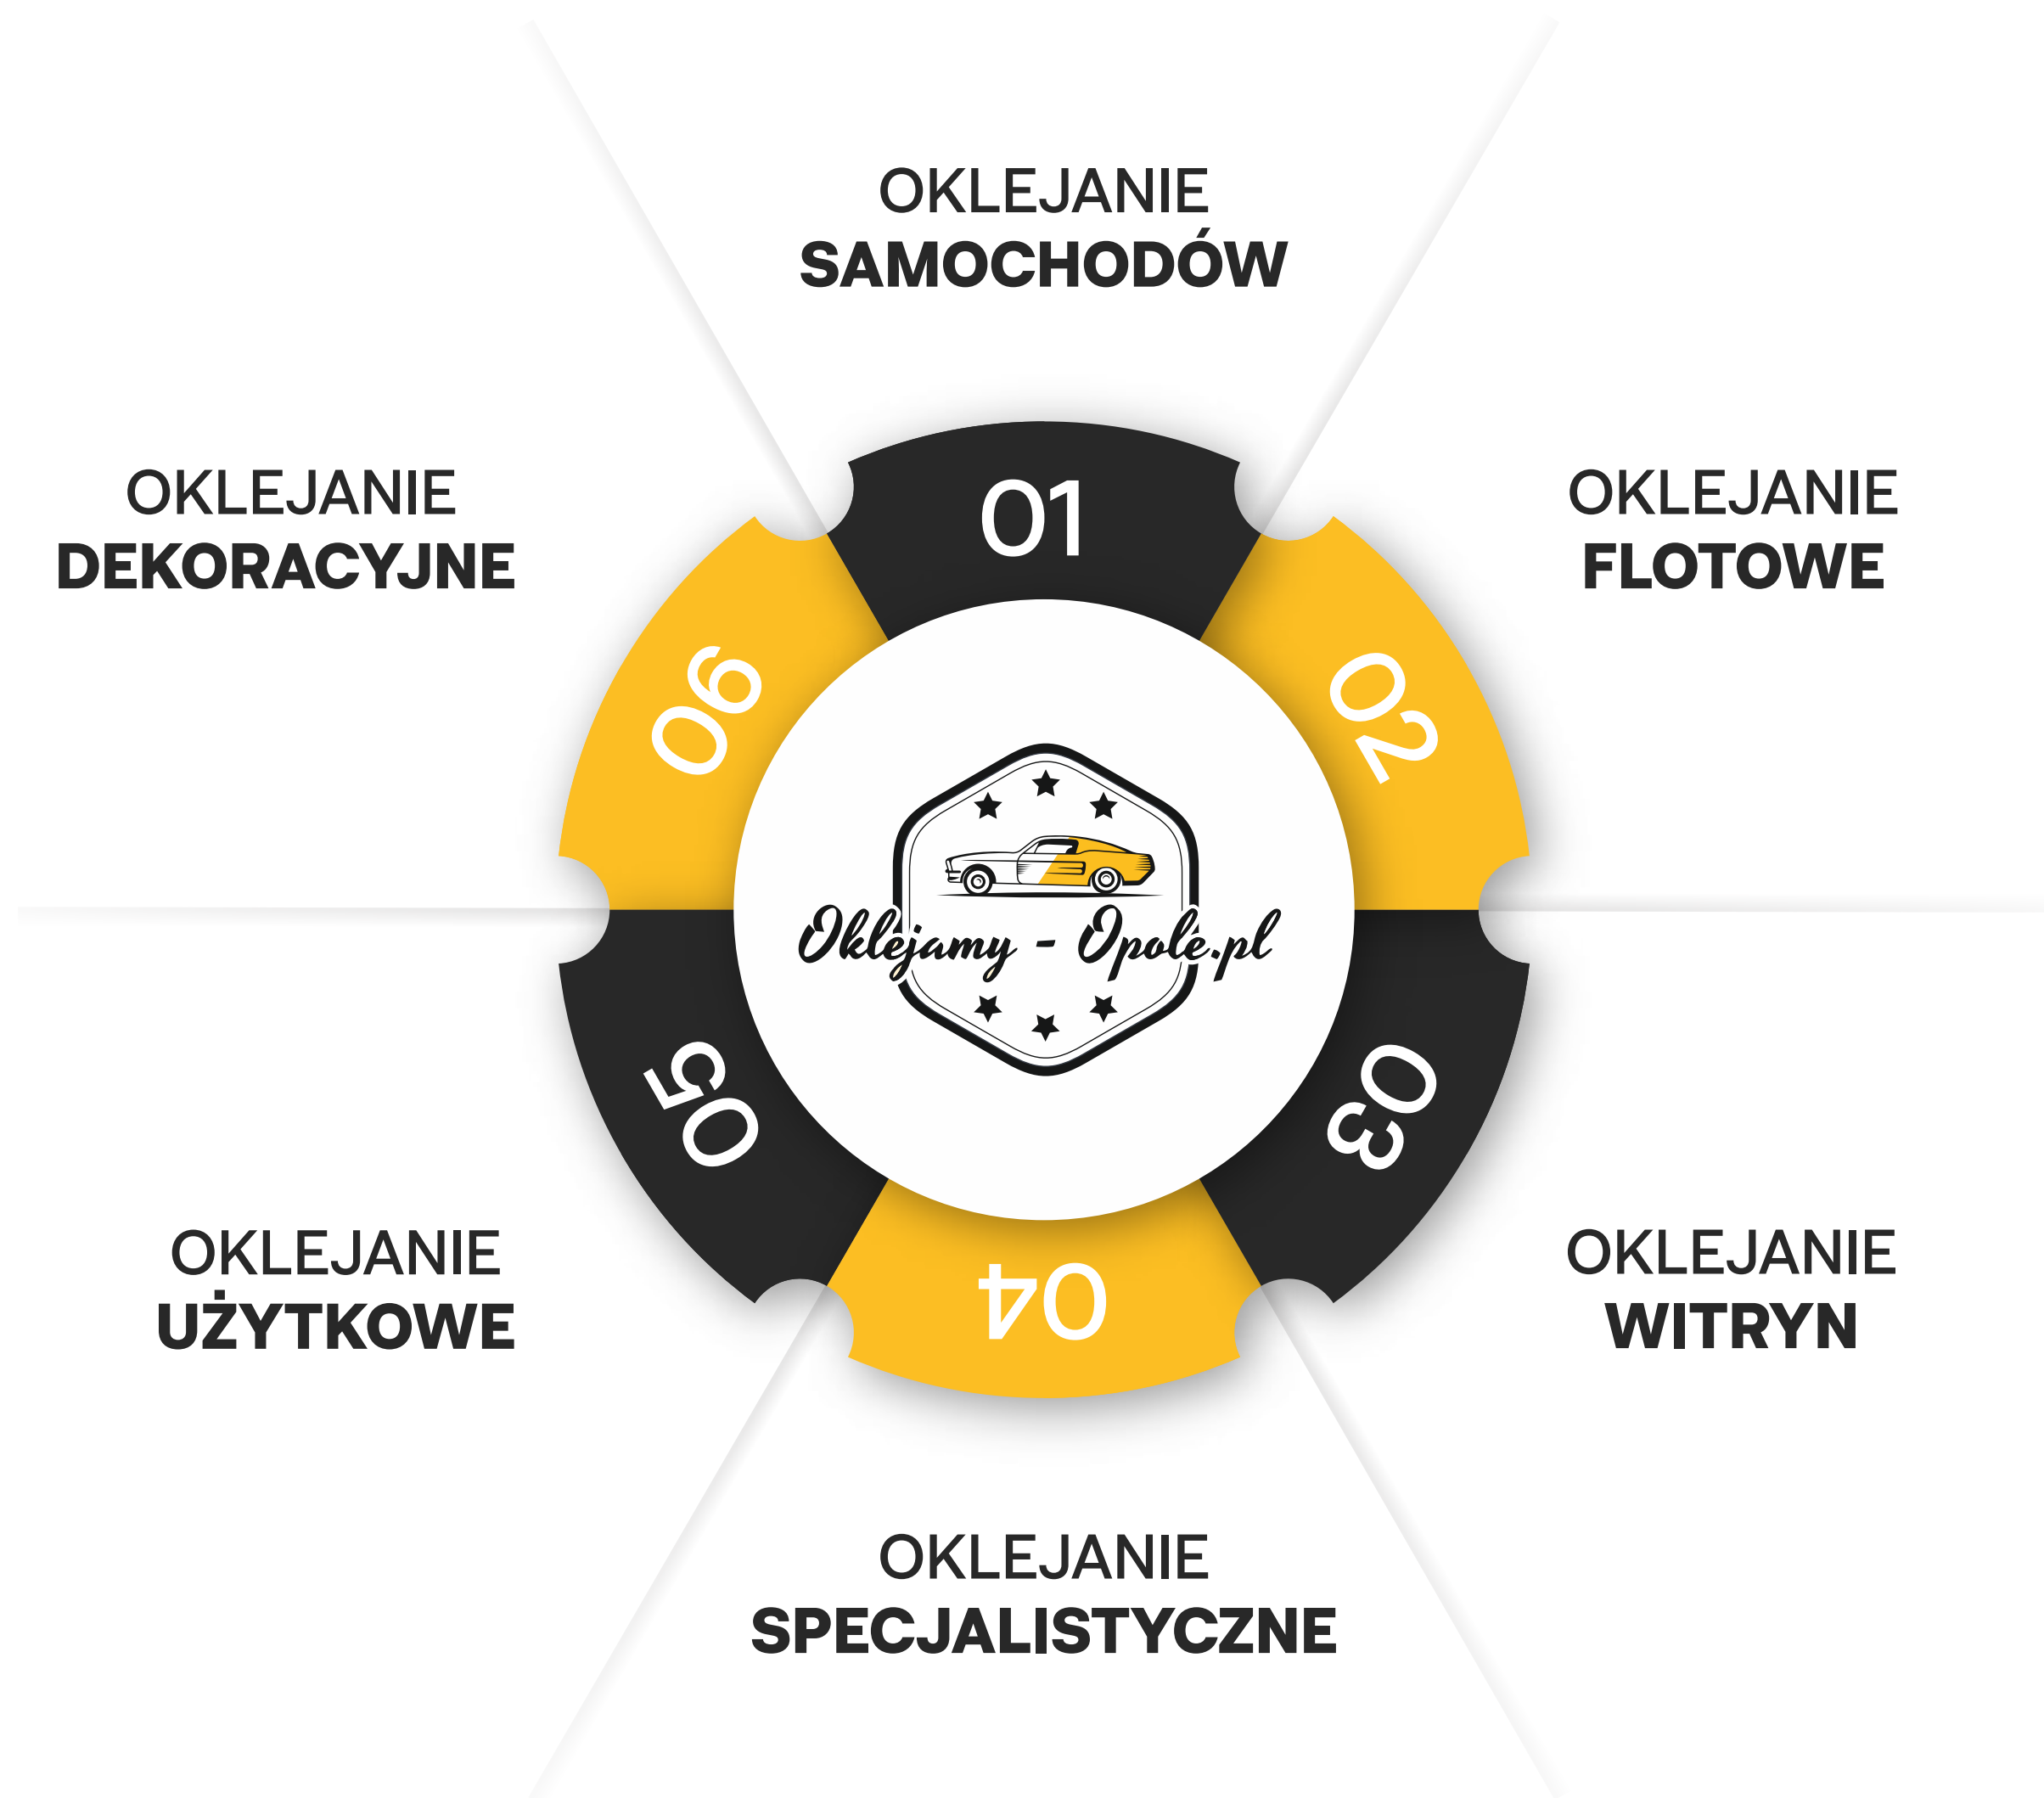 OKLEJANIE
SAMOCHODÓW
OKLEJANIE
DEKORACYJNE
OKLEJANIE
FLOTOWE
01
06
02
Oklejamy - Opole.pl
05
03
04
OKLEJANIE
UŻYTKOWE
OKLEJANIE
WITRYN
OKLEJANIE
SPECJALISTYCZNE